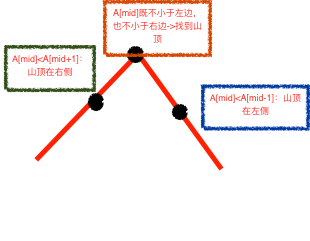 A[mid]既不小于左边,
也不小于右边->找到山
顶
A[mid]<A[mid+1]:
山顶在右侧
A[mid]<A[mid-1]：山顶
在左侧